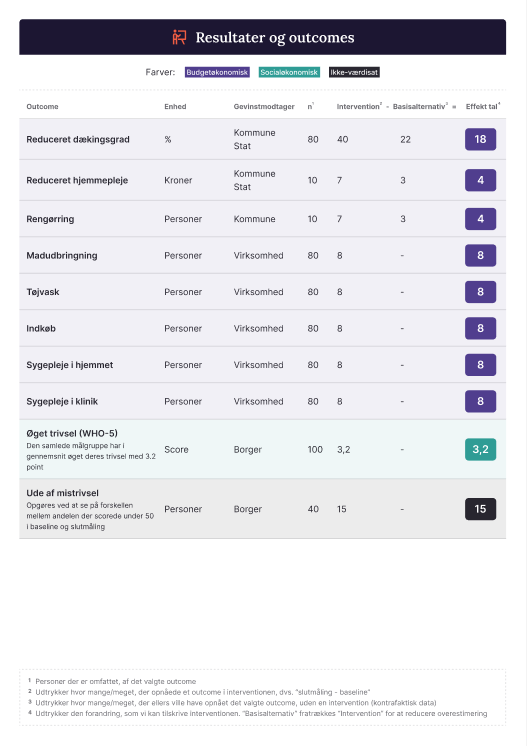 Resultater og outcomes
Farver: Budgetøkonomisk Socialøkonomisk Ikke-værdisat
Outcome Enhed Gevinstmodtager n¹ Intervention² - Basisalternativ³ = Effekt tal⁴
Reduceret dækingsgrad % Kommune Stat 80 40 22 18
Reduceret hjemmepleje Kroner Kommune Stat 10 7 3 4
Rengørring Personer Kommune 10 7 3 4
Madudbringning Personer Virksomhed 80 8 - 8
Tøjvask Personer Virksomhed 80 8 - 8
Indkøb Personer Virksomhed 80 8 - 8
Sygepleje i hjemmet Personer Virksomhed 80 8 - 8
Sygepleje i klinik Personer Virksomhed 80 8 - 8
Øget trivsel (WHO-5)
Den samlede målgruppe har i
gennemsnit øget deres trivsel med 3.2
point
Score Borger 100 3,2 - 3,2
Ude af mistrivsel
Opgøres ved at se på forskellen
mellem andelen der scorede under 50
i baseline og slutmåling
Personer Borger 40 15 - 15
1 Personer der er omfattet, af det valgte outcome
2 Udtrykker hvor mange/meget, der opnåede et outcome i interventionen, dvs. "slutmåling - baseline"
3 Udtrykker hvor mange/meget, der ellers ville have opnået det valgte outcome, uden en intervention (kontrafaktisk data)
4 Udtrykker den forandring, som vi kan tilskrive interventionen. "Basisalternativ" fratrækkes "Intervention" for at reducere overestimering